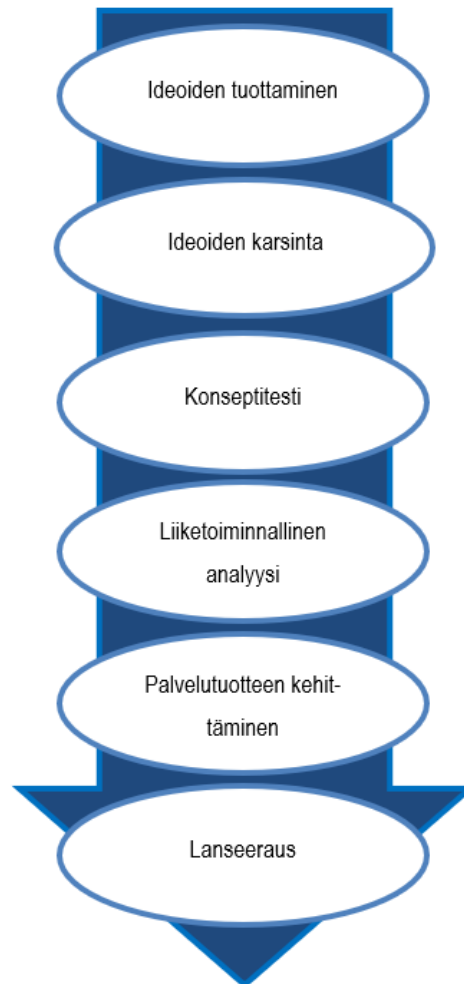 Ideoiden tuottaminen
Ideoiden karsinta
Konseptitesti
Liiketoiminnallinen
analyysi
Palvelutuotteen kehit-
täminen
Lanseeraus